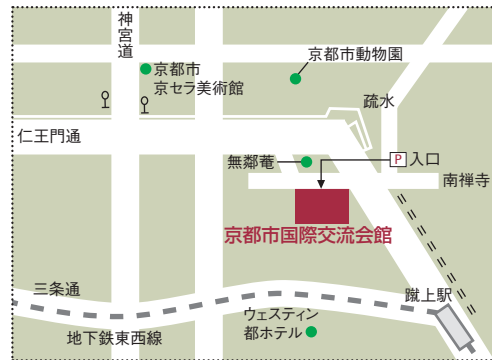 神宮道
京都市
京セラ美術館
京都市動物園
疏水
仁王門通
無鄰菴
P 入口
南禅寺
京都市国際交流会館
三条通
蹴上駅
地下鉄東西線
ウェスティン
都ホテル